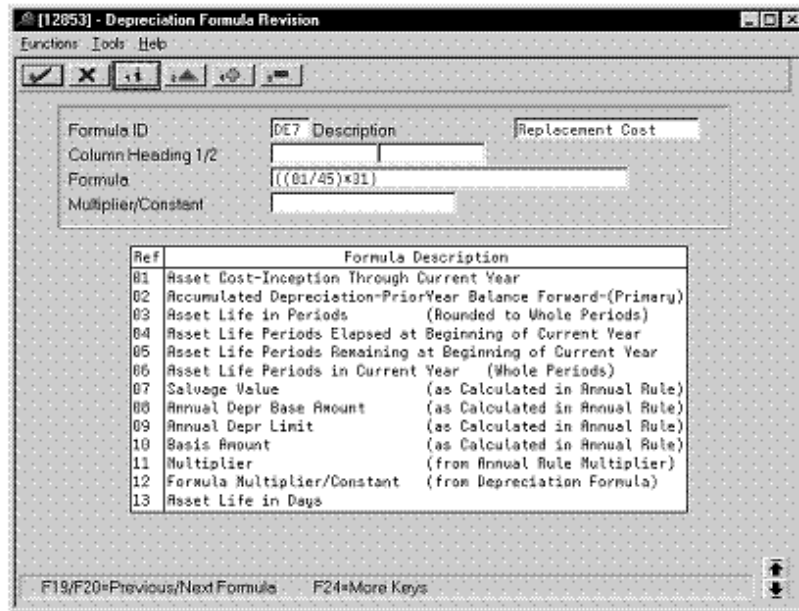 [12853] - Depreciation Formula Revision
Functions Tools Help
Formula ID DE7 Description Replacement Cost
Column Heading 1/2
Formula ((01/45)*31)
Multiplier/Constant
Ref Formula Description
01 Asset Cost-Inception Through Current Year
02 Accumulated Depreciation-PriorYear Balance Forward-(Primary)
03 Asset Life in Periods (Rounded to Whole Periods)
04 Asset Life Periods Elapsed at Beginning of Current Year
05 Asset Life Periods Remaining at Beginning of Current Year
06 Asset Life Periods in Current Year (Whole Periods)
07 Salvage Value (as Calculated in Annual Rule)
08 Annual Depr Base Amount (as Calculated in Annual Rule)
09 Annual Depr Limit (as Calculated in Annual Rule)
10 Basis Amount (as Calculated in Annual Rule)
11 Multiplier (from Annual Rule Multiplier)
12 Formula Multiplier/Constant (from Depreciation Formula)
13 Asset Life in Days
F19/F20=Previous/Next Formula F24=More Keys